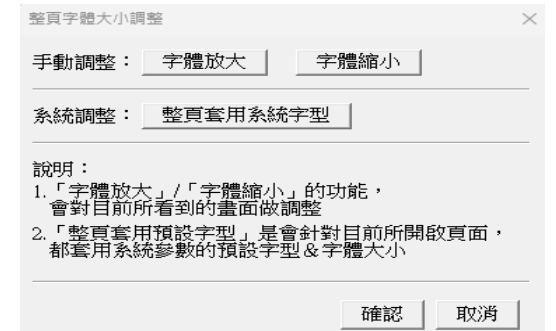 整頁字體大小調整
手動調整： 字體放大 字體縮小
系統調整： 整頁套用系統字型
說明：
1.「字體放大」/「字體縮小」的功能，
會對目前所看到的畫面做調整
2.「整頁套用預設字型」是會針對目前所開啟頁面，
都套用系統參數的預設字型&字體大小
確認 取消